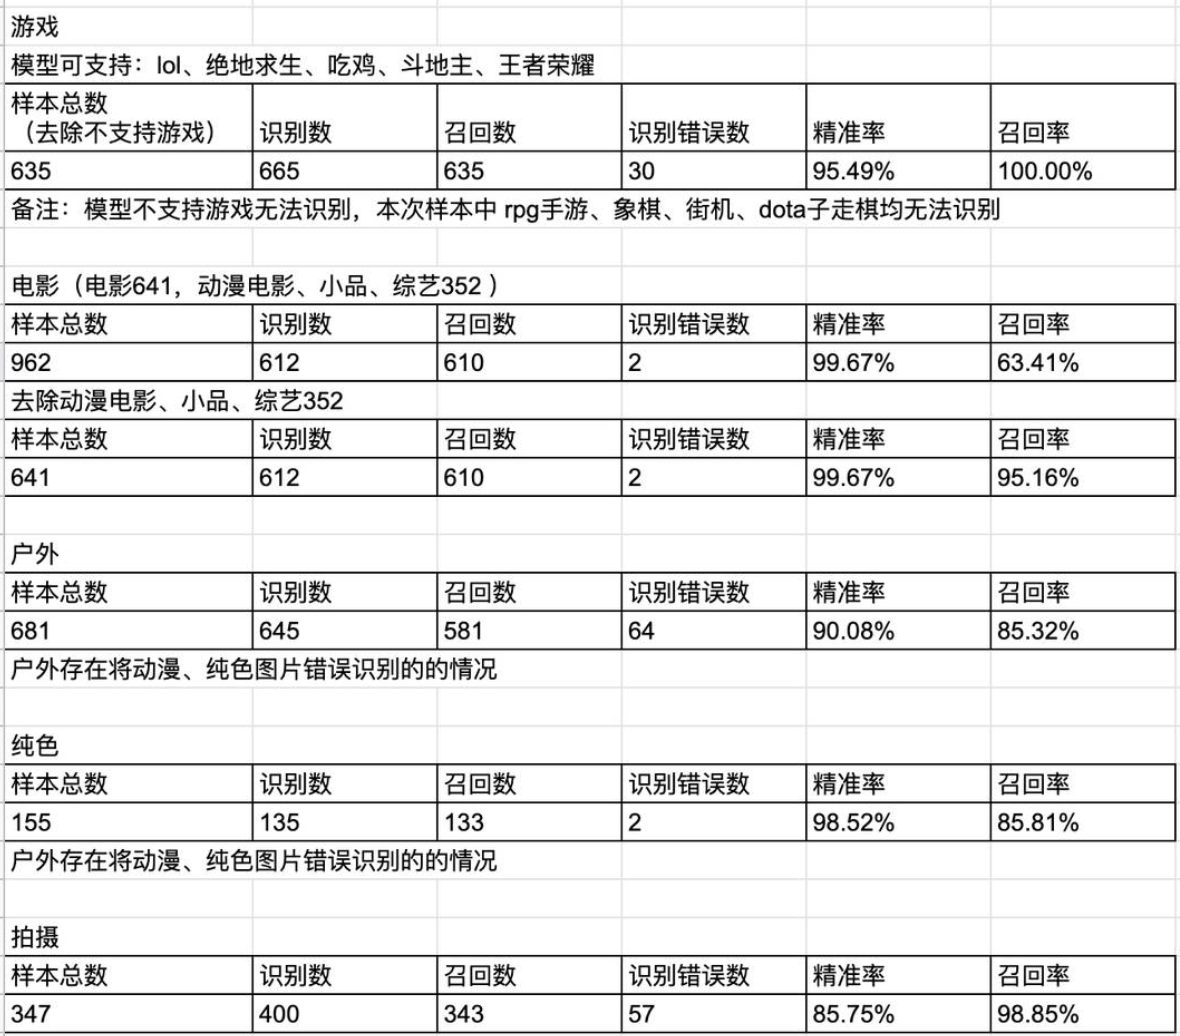 游戏
模型可支持：lol、绝地求生、吃鸡、斗地主、王者荣耀
样本总数
（去除不支持游戏） 识别数 召回数 识别错误数 精准率 召回率
635 665 635 30 95.49% 100.00%
备注：模型不支持游戏无法识别，本次样本中 rpg手游、象棋、街机、dota子走棋均无法识别
电影（电影641，动漫电影、小品、综艺352 ）
样本总数 识别数 召回数 识别错误数 精准率 召回率
962 612 610 2 99.67% 63.41%
去除动漫电影、小品、综艺352
样本总数 识别数 召回数 识别错误数 精准率 召回率
641 612 610 2 99.67% 95.16%
户外
样本总数 识别数 召回数 识别错误数 精准率 召回率
681 645 581 64 90.08% 85.32%
户外存在将动漫、纯色图片错误识别的的情况
纯色
样本总数 识别数 召回数 识别错误数 精准率 召回率
155 135 133 2 98.52% 85.81%
户外存在将动漫、纯色图片错误识别的的情况
拍摄
样本总数 识别数 召回数 识别错误数 精准率 召回率
347 400 343 57 85.75% 98.85%